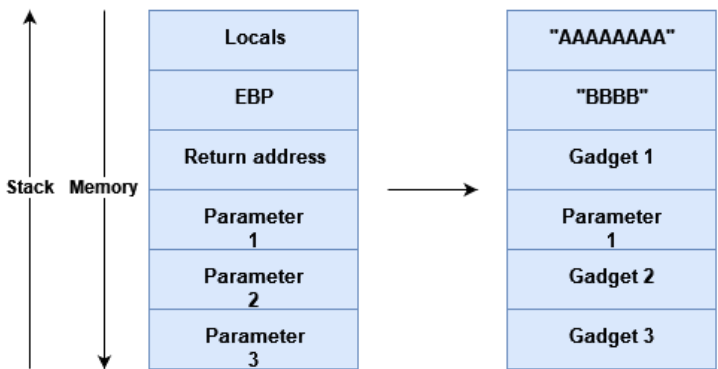 Locals
"AAAAAAAA"
EBP
"BBBB"
Return address
Gadget 1
Stack
Memory
Parameter
1
Parameter
1
Parameter
2
Gadget 2
Parameter
3
Gadget 3